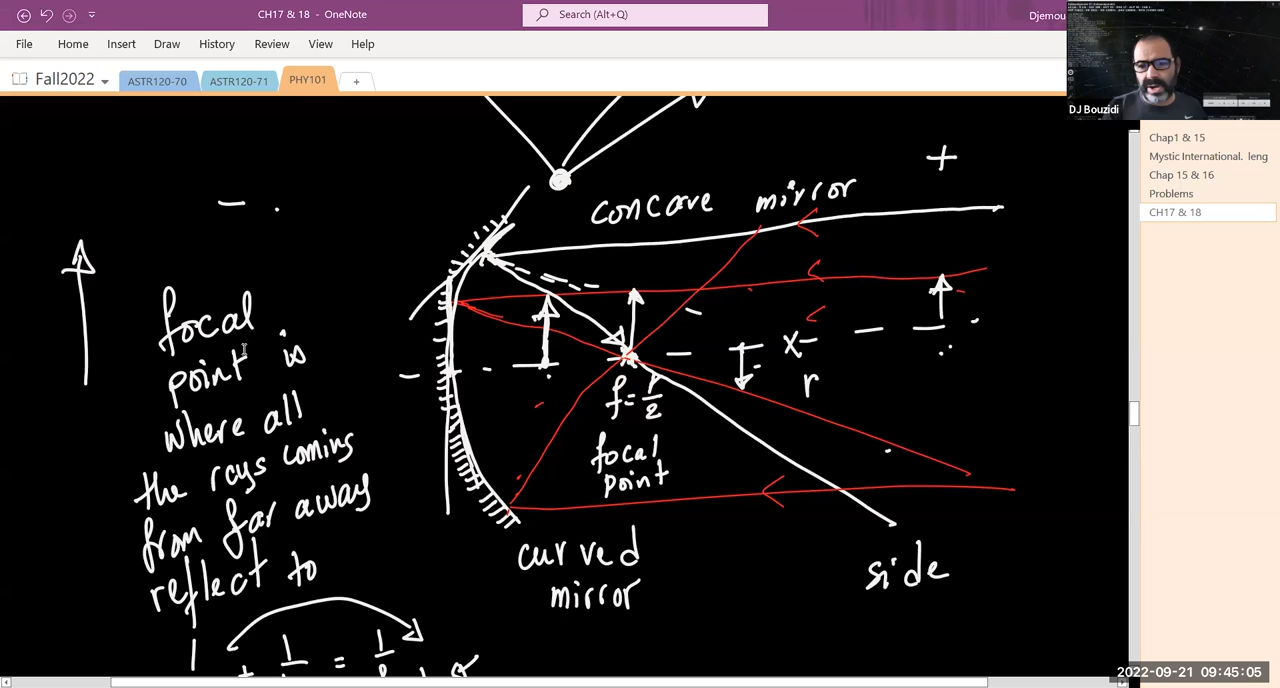 CH17 & 18 - OneNote
Search (Alt+Q)
Djemou
File Home Insert Draw History Review View Help
Fall2022
ASTR120-70
ASTR120-71
PHY101
+
DJ Bouzidi
Chap1 & 15
Mystic International. leng
Chap 15 & 16
Problems
CH17 & 18
- .
+
concave mirror
focal
point is
where all
the rays coming
from far away
reflect to
x
r
f = r/2
focal
point
curved
mirror
side
+ 1 = 1
2022-09-21 09:45:05